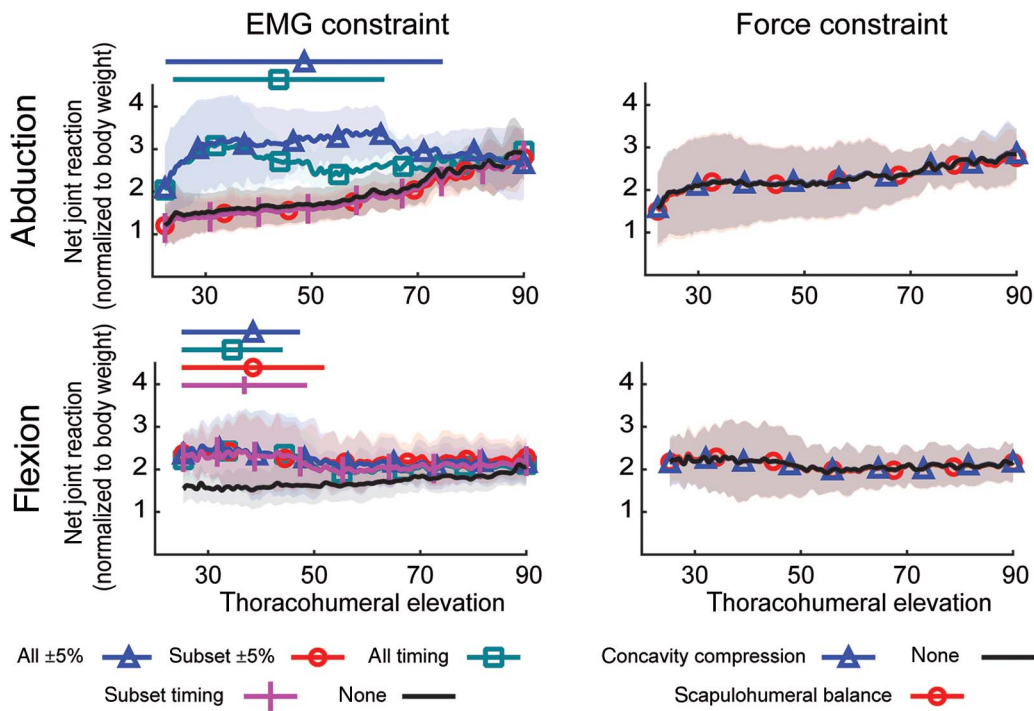 EMG constraint
Force constraint
Abduction
Net joint reaction
(normalized to body weight)
4
3
2
1
30 50 70 90
4
3
2
1
30 50 70 90
Flexion
Net joint reaction
(normalized to body weight)
4
3
2
1
30 50 70 90
Thoracohumeral elevation
4
3
2
1
30 50 70 90
Thoracohumeral elevation
All ±5% Subset ±5% All timing
Subset timing None
Concavity compression None
Scapulohumeral balance